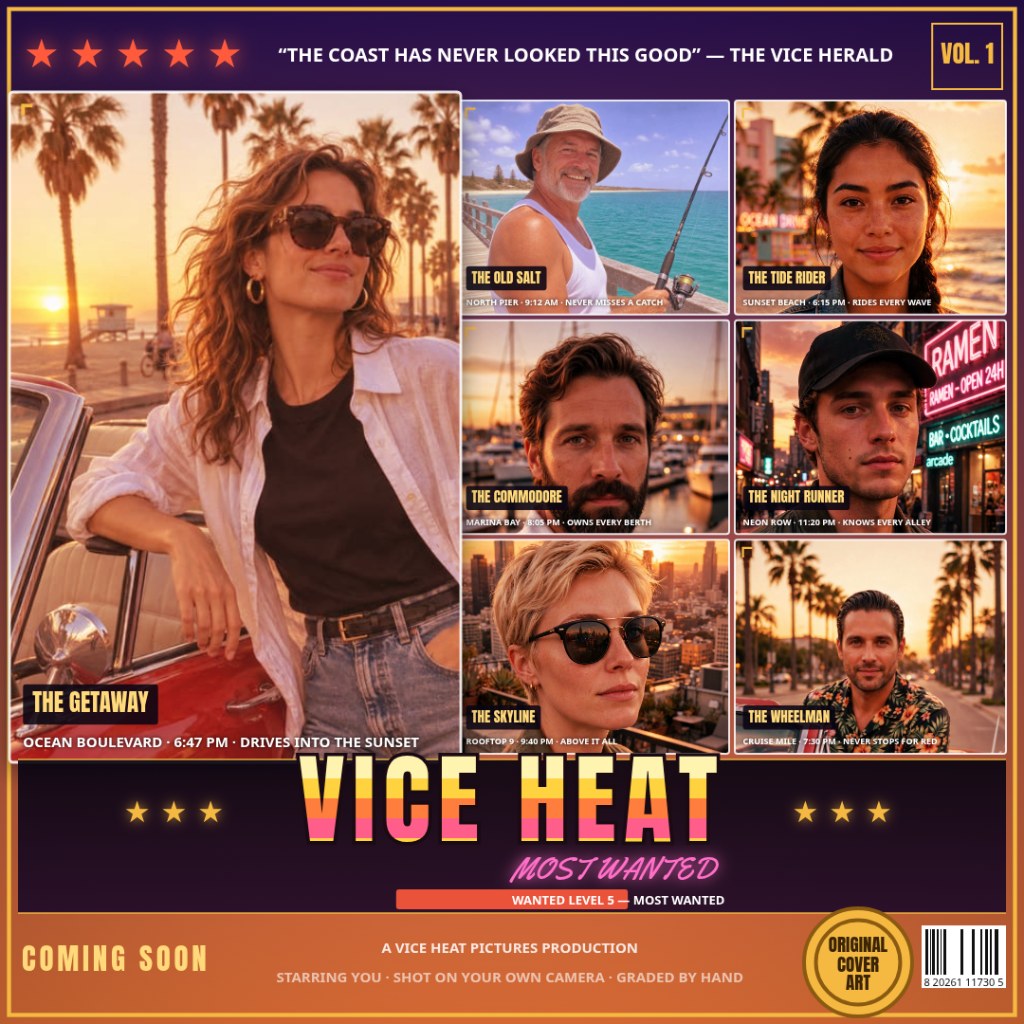 “THE COAST HAS NEVER LOOKED THIS GOOD” — THE VICE HERALD
VOL. 1
THE GETAWAY
OCEAN BOULEVARD · 6:47 PM · DRIVES INTO THE SUNSET
THE OLD SALT
NORTH PIER · 9:12 AM · NEVER MISSES A CATCH
OCEAN DRIVE
THE TIDE RIDER
SUNSET BEACH · 6:15 PM · RIDES EVERY WAVE
THE COMMODORE
MARINA BAY · 8:05 PM · OWNS EVERY BERTH
RAMEN
RAMEN-OPEN 24H
BAR·COCKTAILS
arcade
THE NIGHT RUNNER
NEON ROW · 11:20 PM · KNOWS EVERY ALLEY
THE SKYLINE
ROOFTOP 9 · 9:40 PM · ABOVE IT ALL
THE WHEELMAN
CRUISE MILE · 7:30 PM · NEVER STOPS FOR RED
VICE HEAT
MOST WANTED
WANTED LEVEL 5 — MOST WANTED
COMING SOON
A VICE HEAT PICTURES PRODUCTION
STARRING YOU · SHOT ON YOUR OWN CAMERA · GRADED BY HAND
ORIGINAL
COVER
ART
8 20261 11730 5